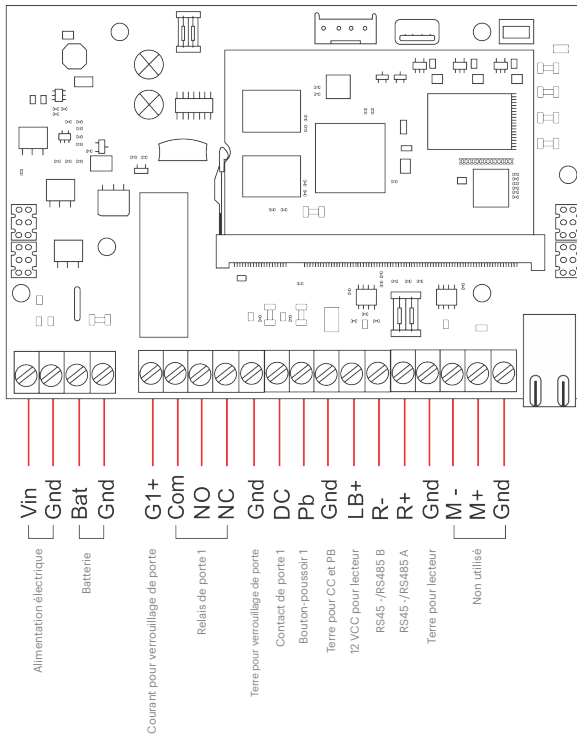 Vin
Gnd
Bat
Gnd
G1+
Com
NO
NC
Gnd
DC
Pb
Gnd
LB+
R-
R+
Gnd
M -
M+
Gnd
Alimentation électrique
Batterie
Courant pour verrouillage de porte
Relais de porte 1
Terre pour verrouillage de porte
Contact de porte 1
Bouton-poussoir 1
Terre pour CC et PB
12 VCC pour lecteur
RS45 -/RS485 B
RS45 -/RS485 A
Terre pour lecteur
Non utilisé